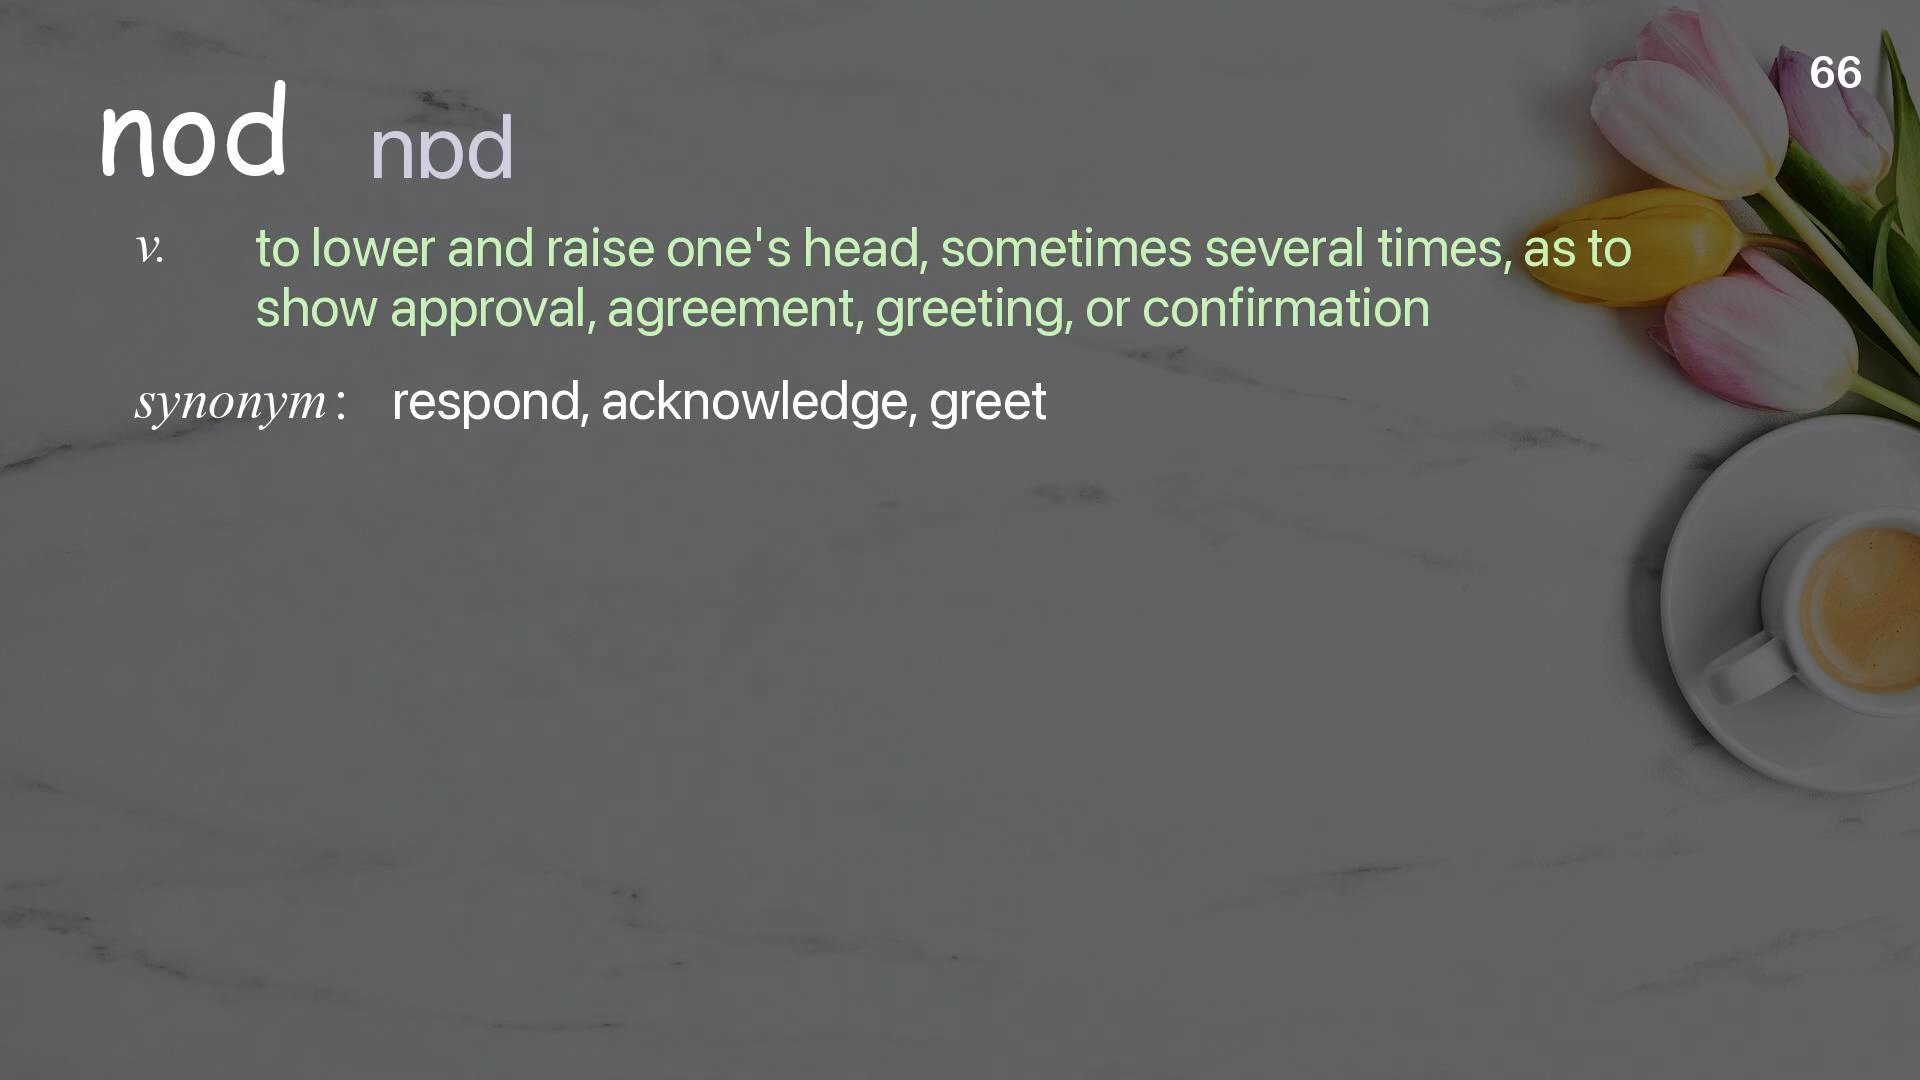 66
nod nɒd
v. to lower and raise one's head, sometimes several times, as to
show approval, agreement, greeting, or confirmation
synonym : respond, acknowledge, greet